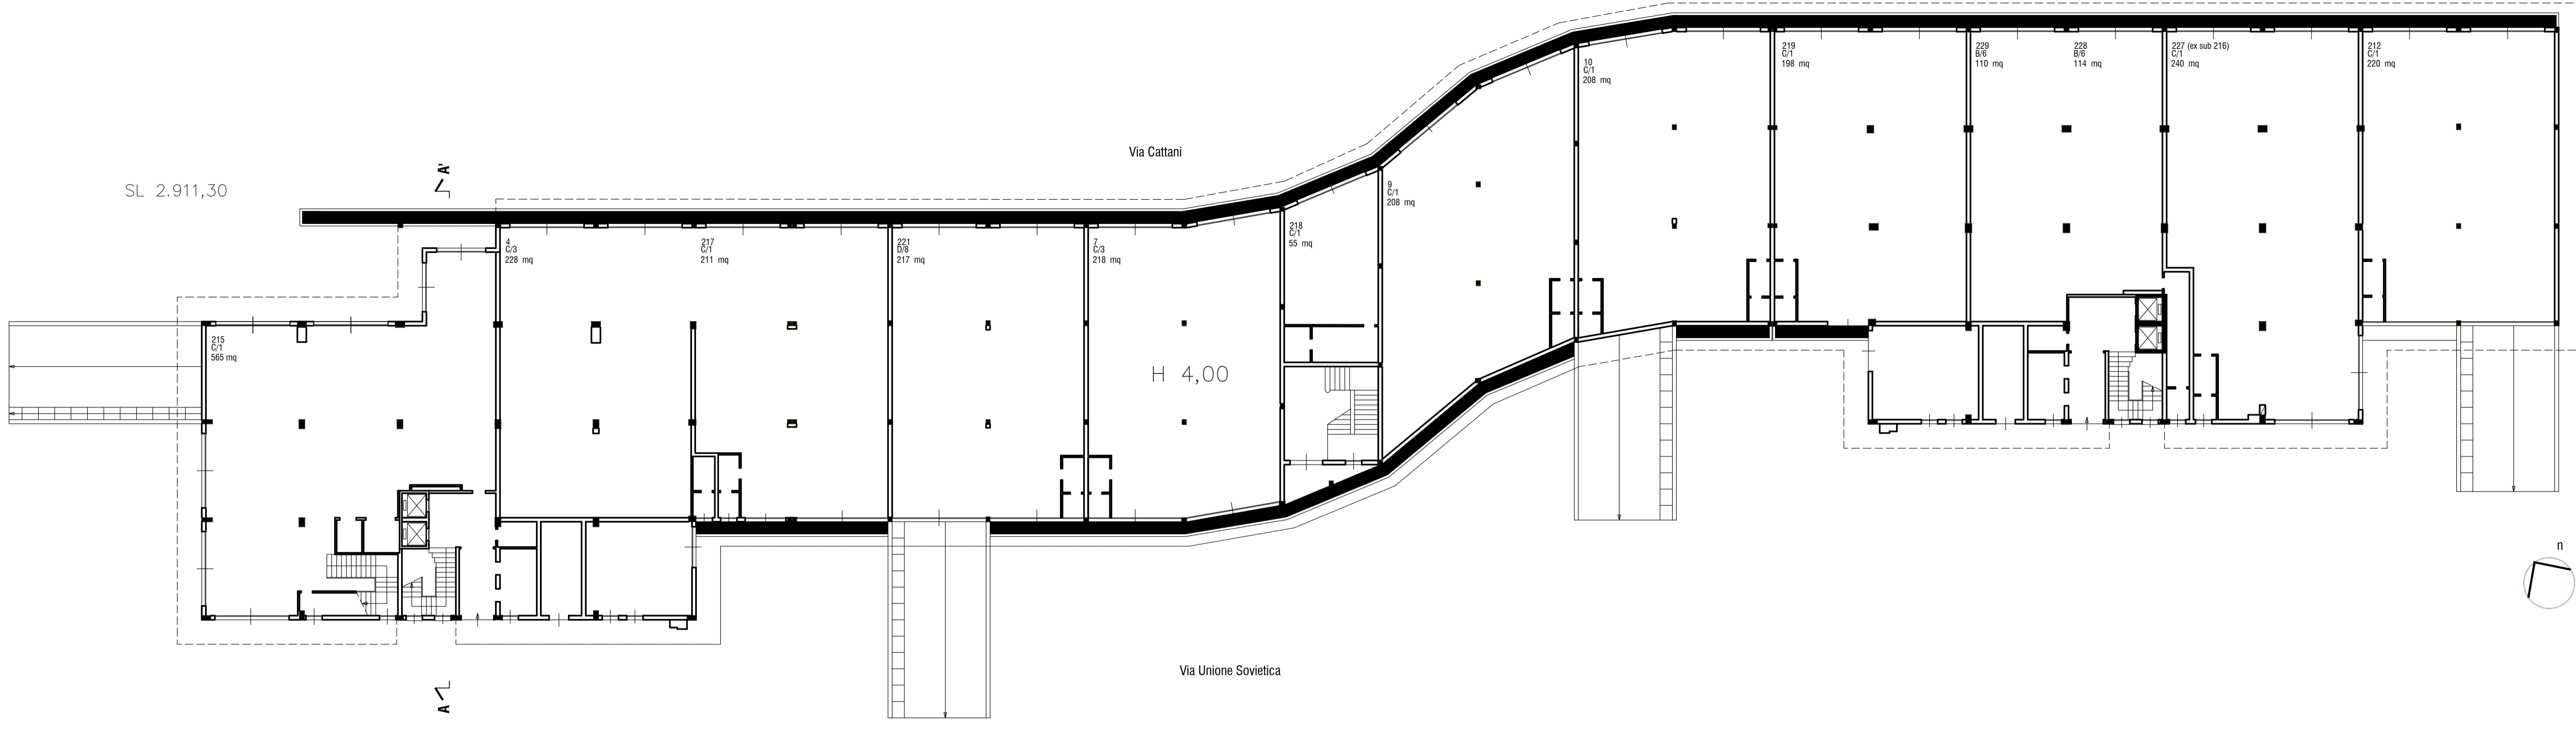 219
C/1
198 mq
229
B/6
110 mq
228
B/6
114 mq
227 (ex sub 216)
C/1
240 mq
212
C/1
220 mq
10
C/1
208 mq
Via Cattani
A'
SL 2.911,30
9
C/1
208 mq
218
C/1
55 mq
4
C/3
228 mq
217
C/1
211 mq
221
D/8
217 mq
7
C/3
218 mq
215
C/1
565 mq
H 4,00
n
Via Unione Sovietica
A